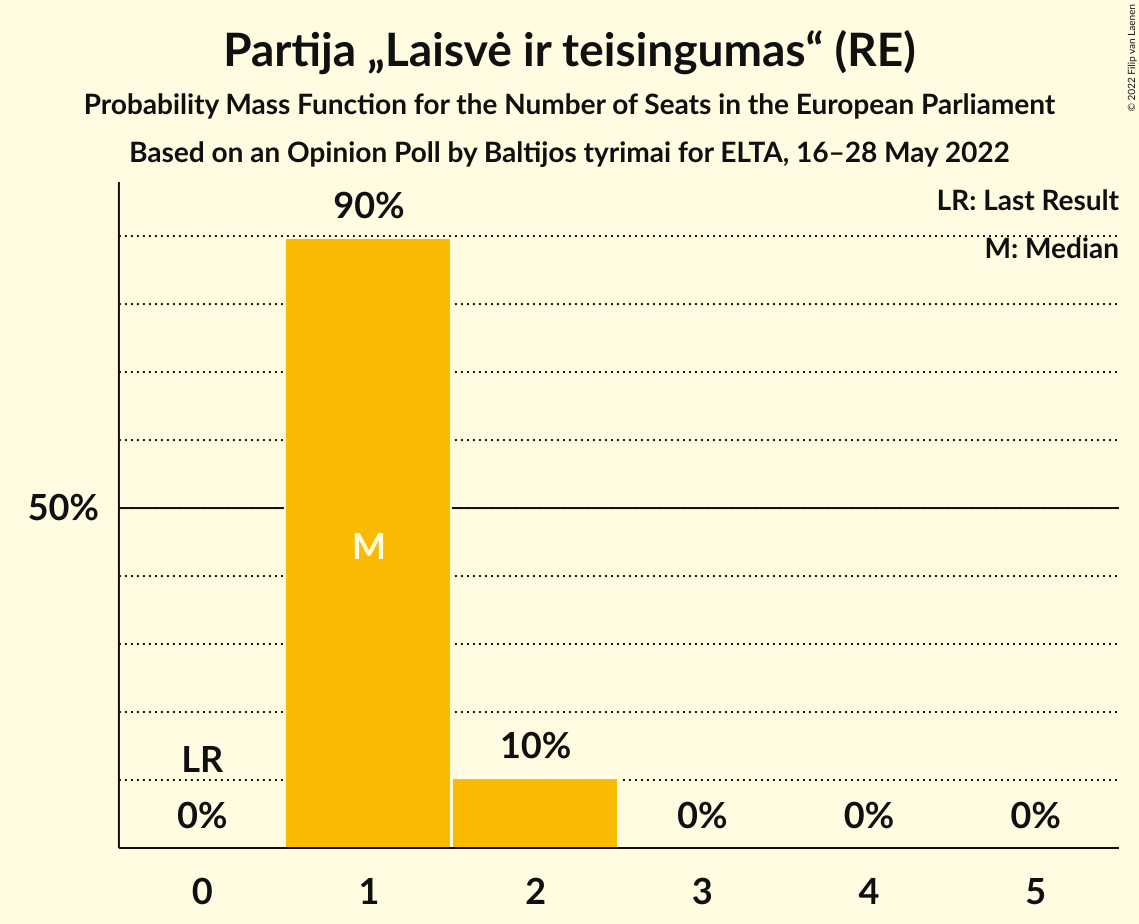 Partija „Laisvė ir teisingumas“ (RE)
Probability Mass Function for the Number of Seats in the European Parliament
Based on an Opinion Poll by Baltijos tyrimai for ELTA, 16–28 May 2022
© 2022 Filip van Laenen
LR: Last Result
M: Median
90%
50%
M
LR
10%
0%
0%
0%
0%
0 1 2 3 4 5